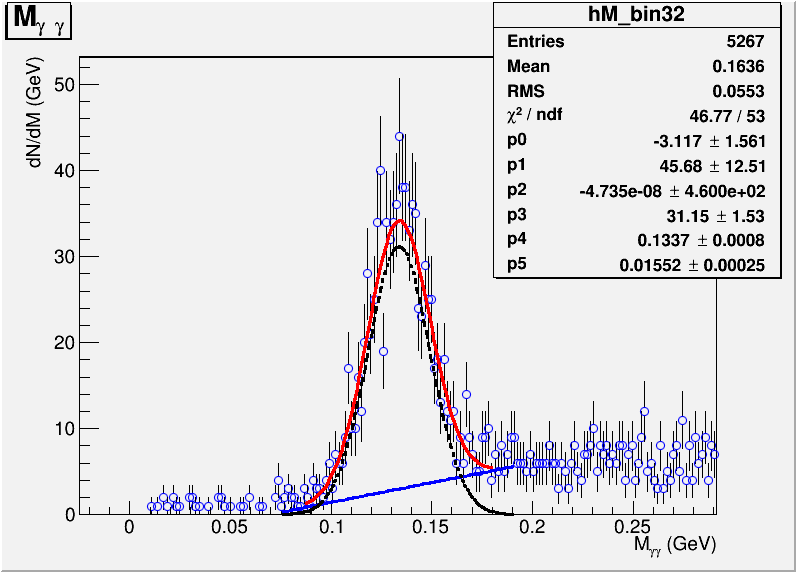 M γ γ
hM_bin32
Entries 5267
Mean 0.1636
RMS 0.0553
χ² / ndf 46.77 / 53
p0 -3.117 ± 1.561
p1 45.68 ± 12.51
p2 -4.735e-08 ± 4.600e+02
p3 31.15 ± 1.53
p4 0.1337 ± 0.0008
p5 0.01552 ± 0.00025
dN/dM (GeV)
50
40
30
20
10
0
0 0.05 0.1 0.15 0.2 0.25
Mγγ (GeV)